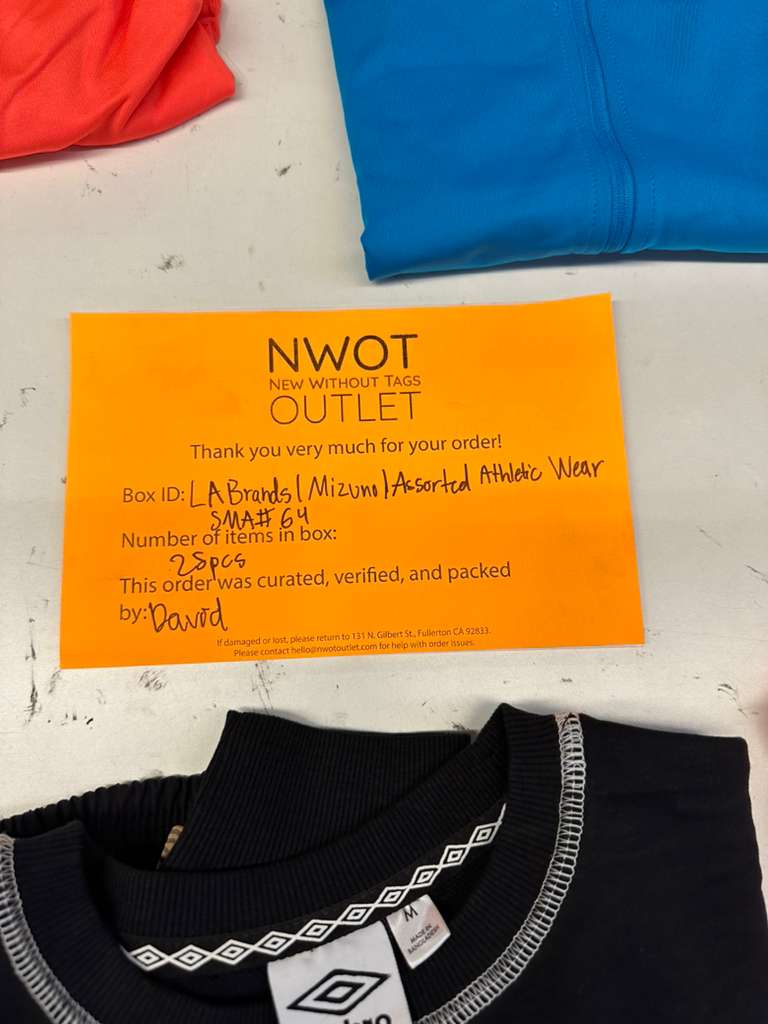 NWOT
NEW WITHOUT TAGS
OUTLET
Thank you very much for your order!
Box ID: LA Brands / Mizuno / Assorted Athletic Wear
SMA# 64
Number of items in box:
25pcs
This order was curated, verified, and packed
by: David
If damaged or lost, please return to 131 N. Gilbert St., Fullerton CA 92833.
Please contact hello@nwotoutlet.com for help with order issues.
M
MADE IN
BANGLADESH